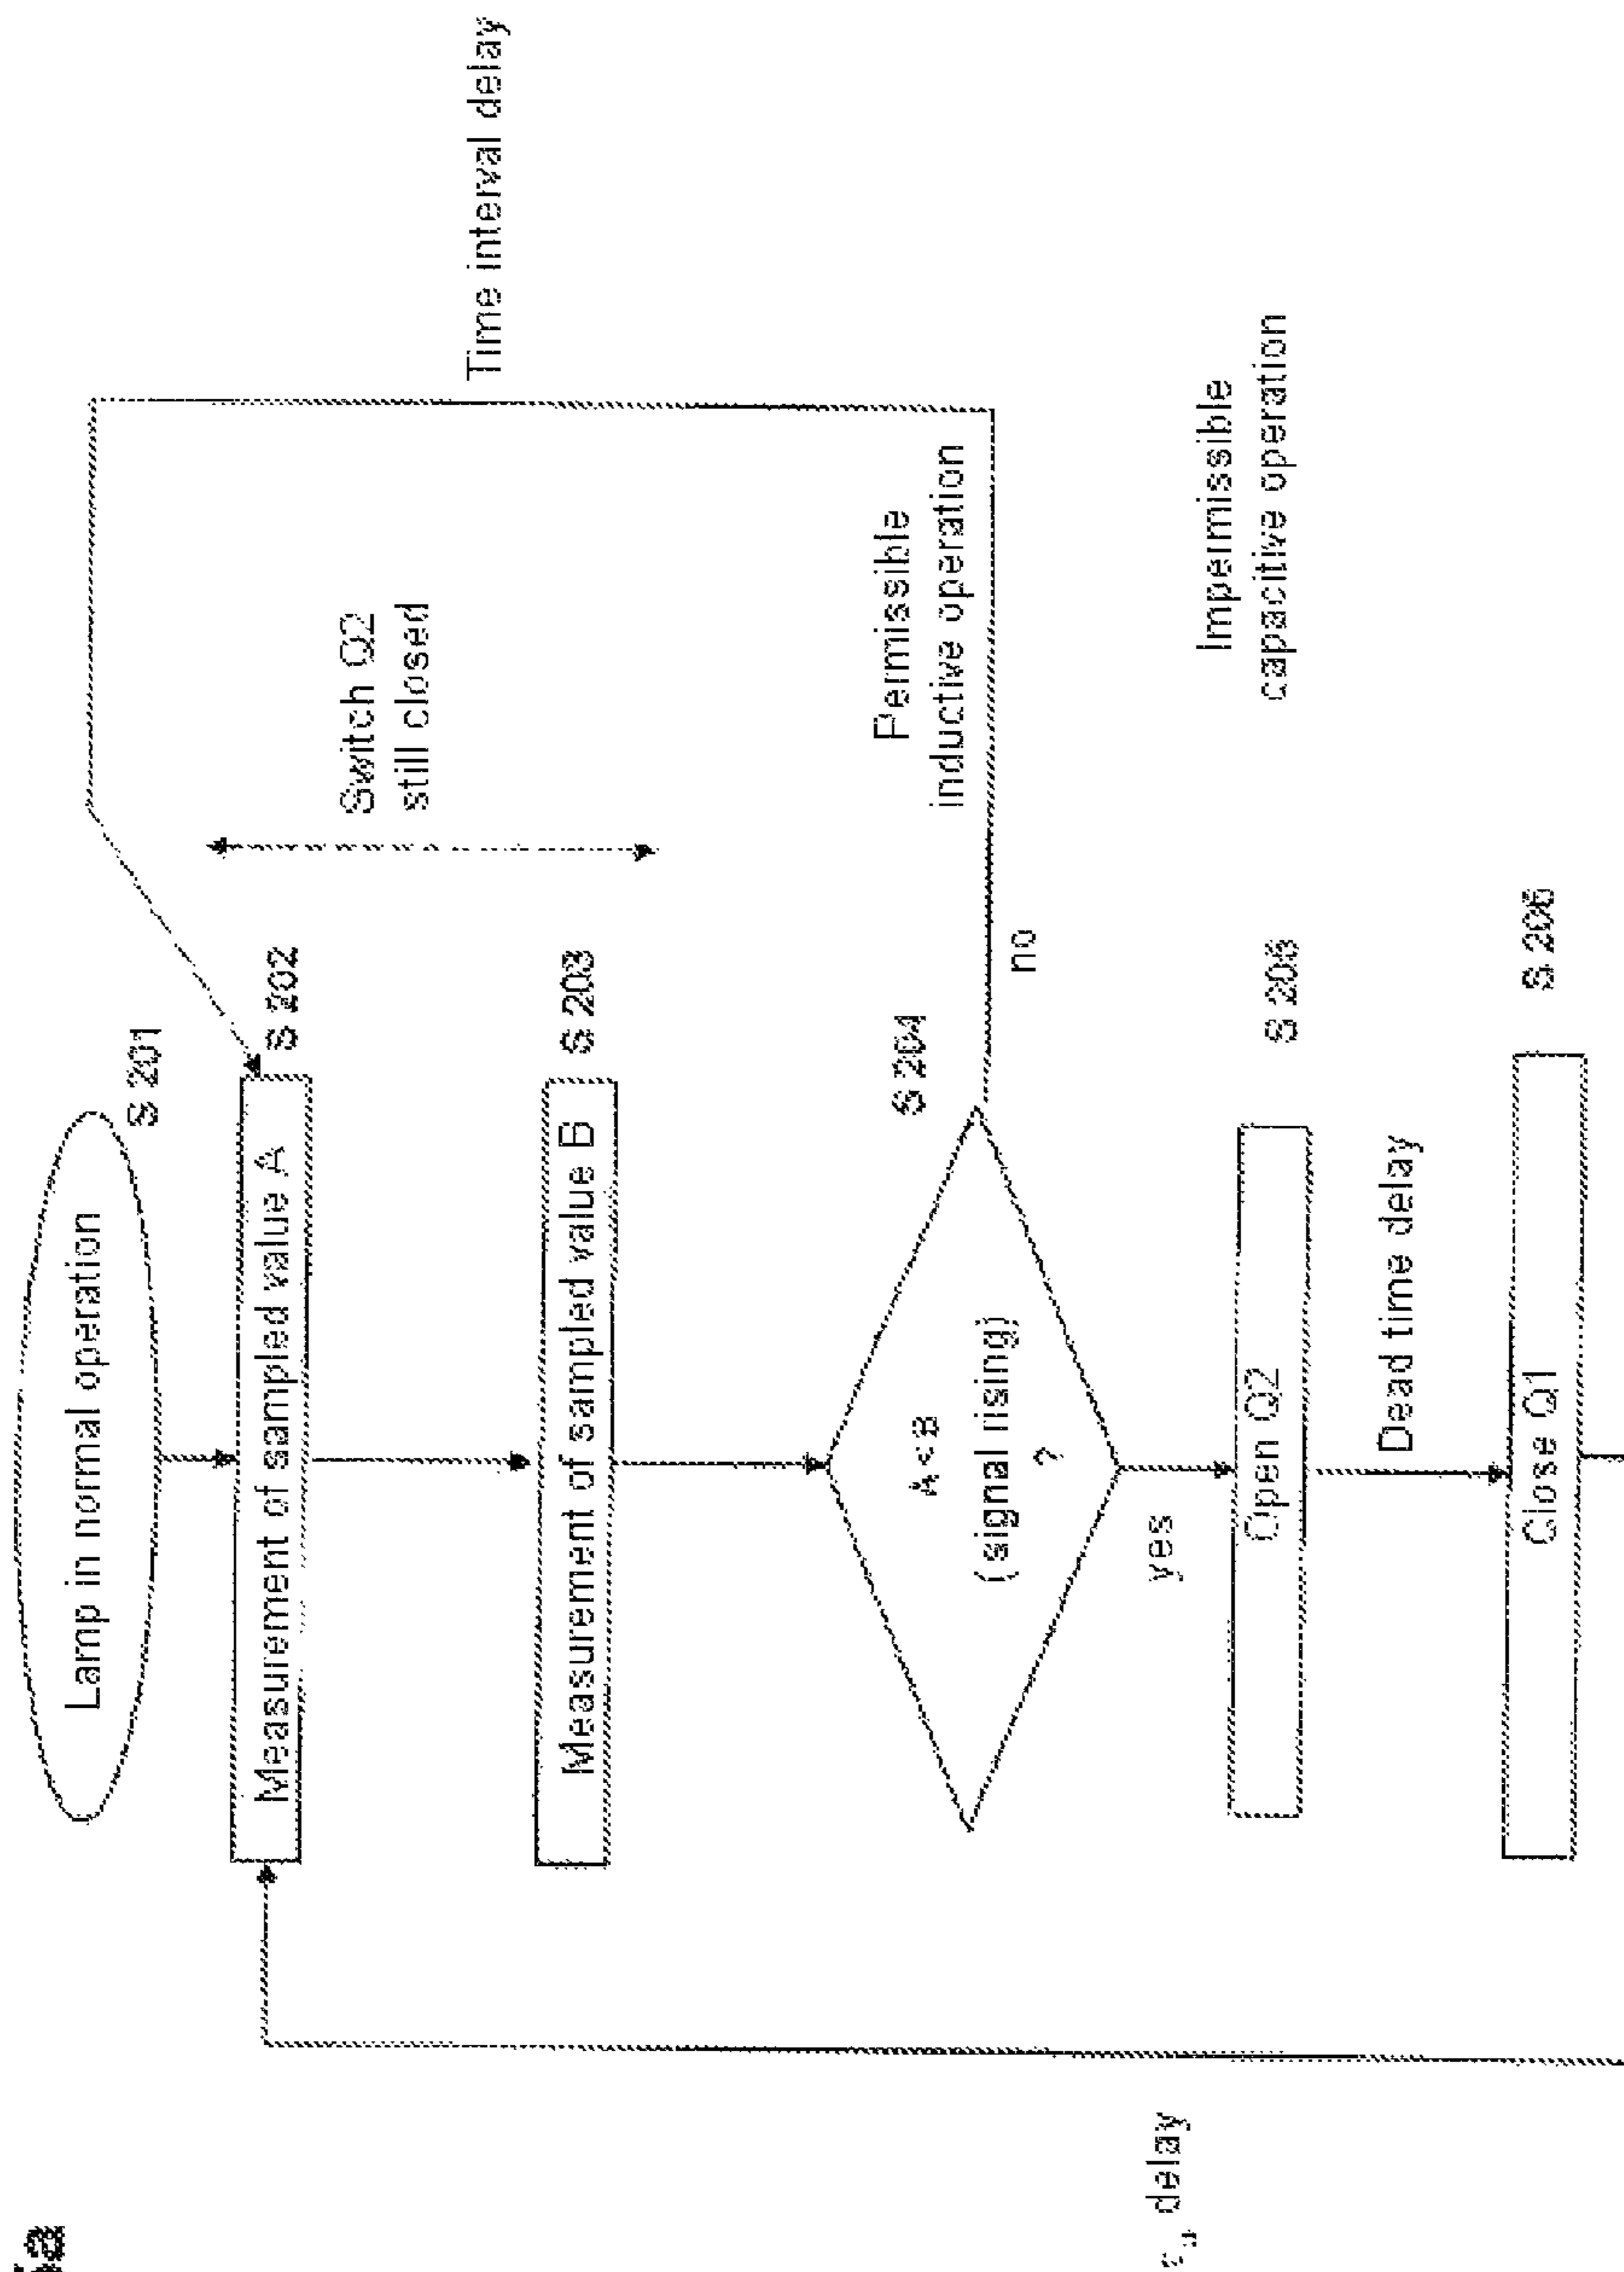 Lamp in normal operation
S 201
Measurement of sampled value A
S 202
Time interval delay
Switch Q2
still closed
Measurement of sampled value B
S 203
A<B
(signal rising)
?
S 204
no
Permissible
inductive operation
yes
Impermissible
capacitive operation
Open Q2
S 205
Dead time delay
delay
Close Q1
S 206